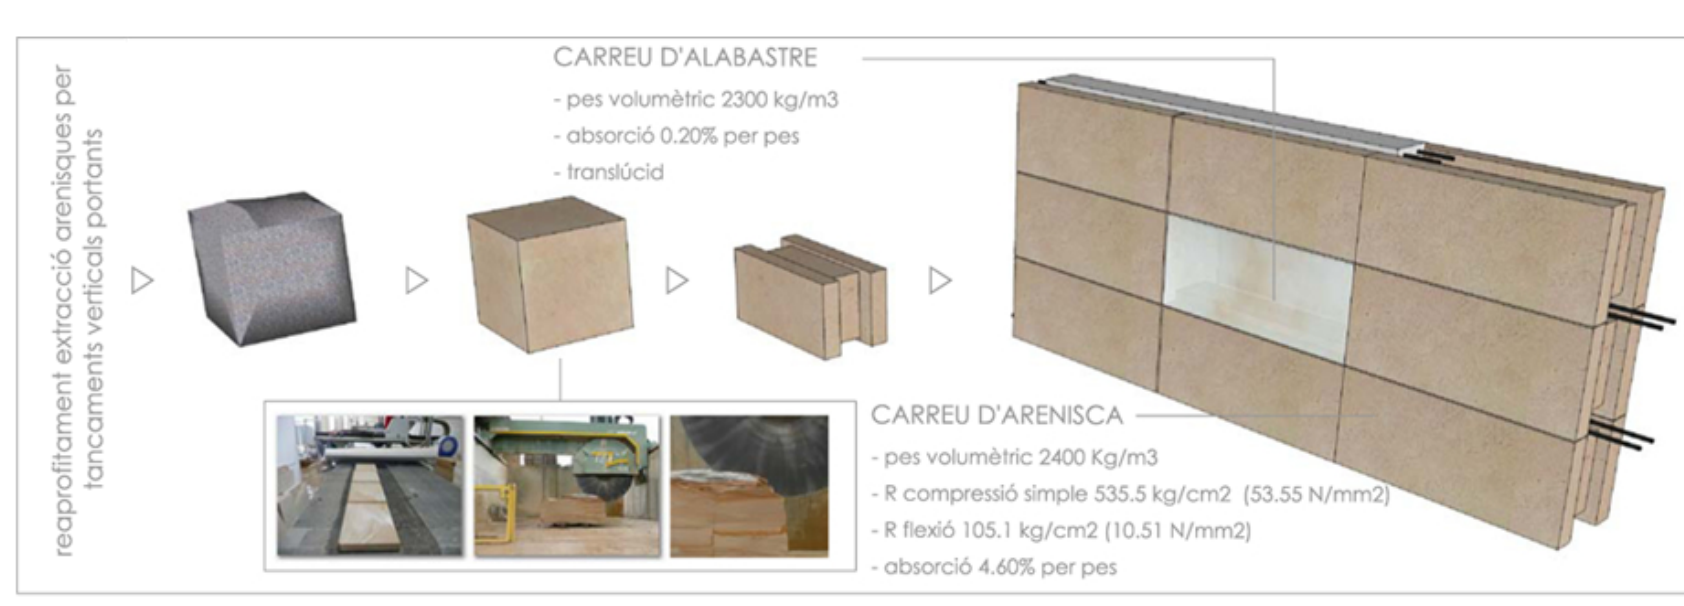 reaprofitament extracció arenisques per
tancaments verticals portants
CARREU D'ALABASTRE
- pes volumètric 2300 kg/m3
- absorció 0.20% per pes
- translúcid
CARREU D'ARENISCA
- pes volumètric 2400 Kg/m3
- R compressió simple 535.5 kg/cm2 (53.55 N/mm2)
- R flexió 105.1 kg/cm2 (10.51 N/mm2)
- absorció 4.60% per pes